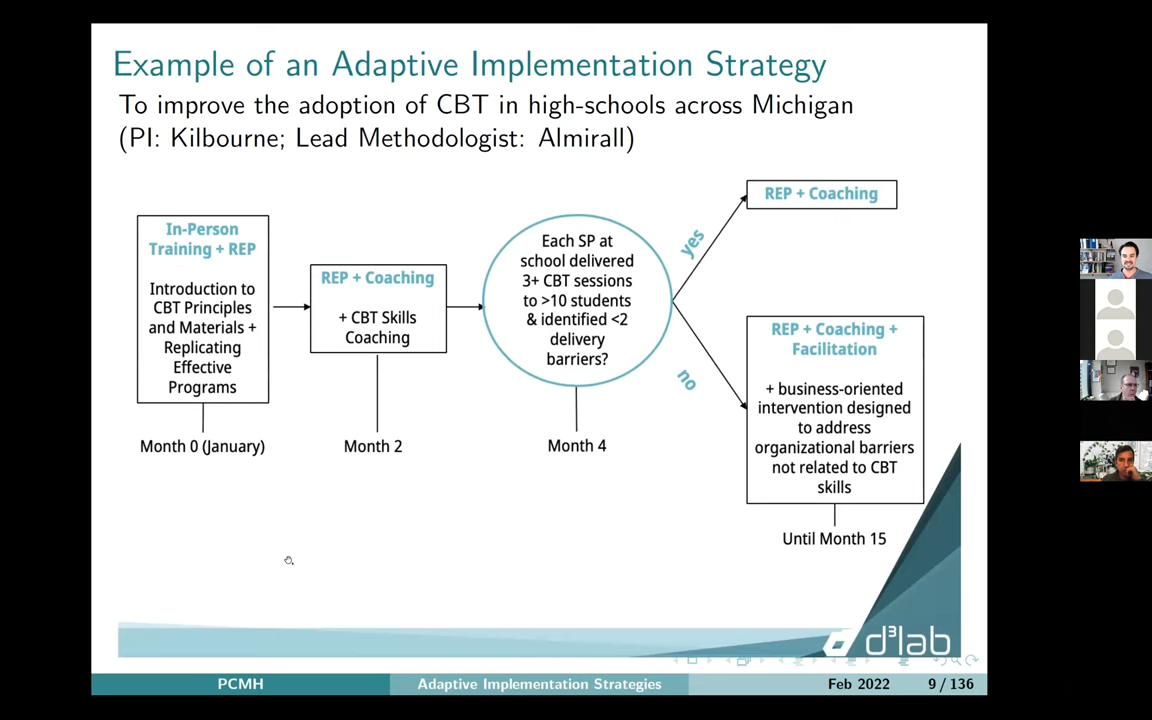 Example of an Adaptive Implementation Strategy
To improve the adoption of CBT in high-schools across Michigan
(PI: Kilbourne; Lead Methodologist: Almirall)
In-Person
Training + REP
Introduction to
CBT Principles
and Materials +
Replicating
Effective
Programs
Month 0 (January)
REP + Coaching
+ CBT Skills
Coaching
Month 2
Each SP at
school delivered
3+ CBT sessions
to >10 students
& identified <2
delivery
barriers?
Month 4
yes
REP + Coaching
no
REP + Coaching +
Facilitation
+ business-oriented
intervention designed
to address
organizational barriers
not related to CBT
skills
Until Month 15
d³lab
PCMH
Adaptive Implementation Strategies
Feb 2022
9 / 136